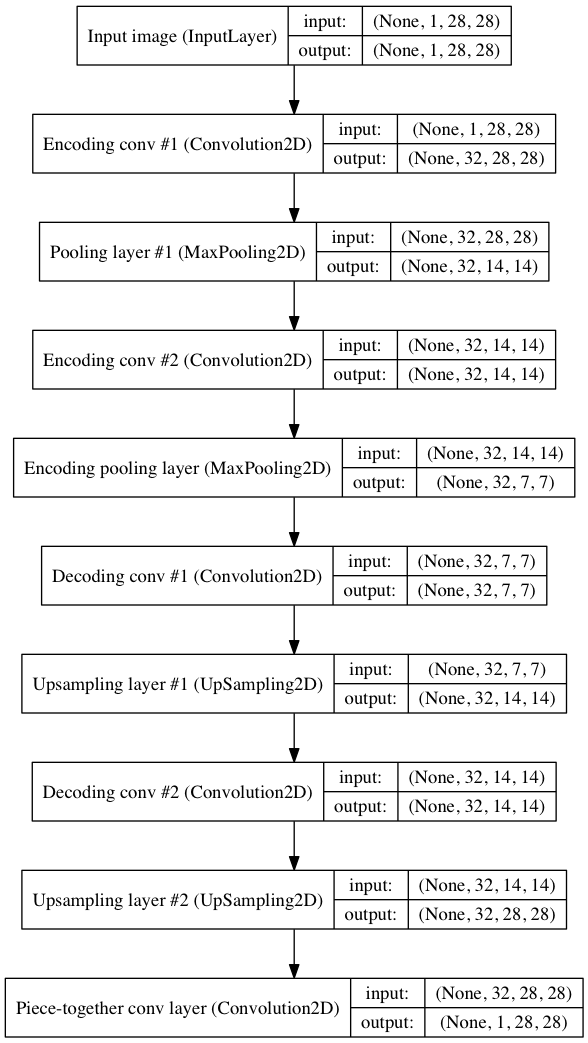 Input image (InputLayer)
input:
(None, 1, 28, 28)
output:
(None, 1, 28, 28)
Encoding conv #1 (Convolution2D)
input:
(None, 1, 28, 28)
output:
(None, 32, 28, 28)
Pooling layer #1 (MaxPooling2D)
input:
(None, 32, 28, 28)
output:
(None, 32, 14, 14)
Encoding conv #2 (Convolution2D)
input:
(None, 32, 14, 14)
output:
(None, 32, 14, 14)
Encoding pooling layer (MaxPooling2D)
input:
(None, 32, 14, 14)
output:
(None, 32, 7, 7)
Decoding conv #1 (Convolution2D)
input:
(None, 32, 7, 7)
output:
(None, 32, 7, 7)
Upsampling layer #1 (UpSampling2D)
input:
(None, 32, 7, 7)
output:
(None, 32, 14, 14)
Decoding conv #2 (Convolution2D)
input:
(None, 32, 14, 14)
output:
(None, 32, 14, 14)
Upsampling layer #2 (UpSampling2D)
input:
(None, 32, 14, 14)
output:
(None, 32, 28, 28)
Piece-together conv layer (Convolution2D)
input:
(None, 32, 28, 28)
output:
(None, 1, 28, 28)